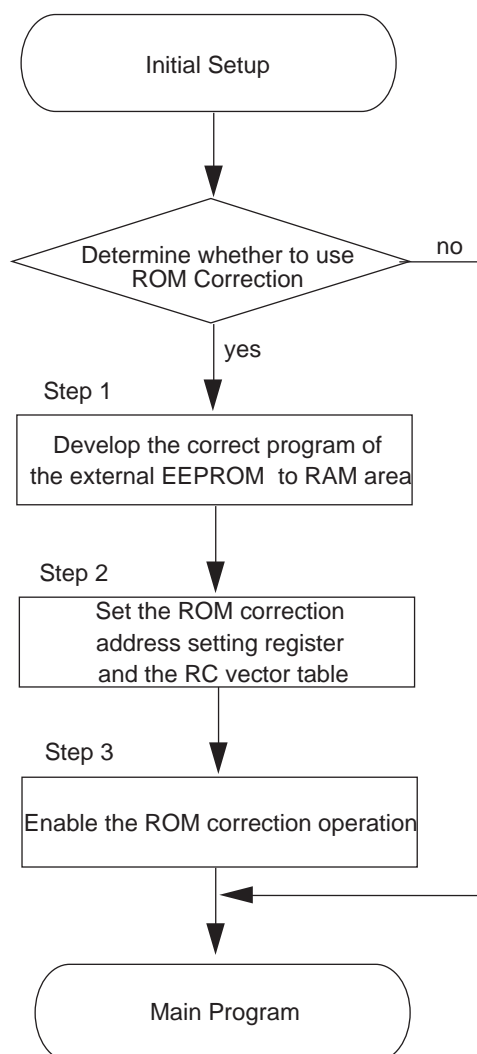 Initial Setup
Determine whether to use
ROM Correction
no
yes
Step 1
Develop the correct program of
the external EEPROM to RAM area
Step 2
Set the ROM correction
address setting register
and the RC vector table
Step 3
Enable the ROM correction operation
Main Program